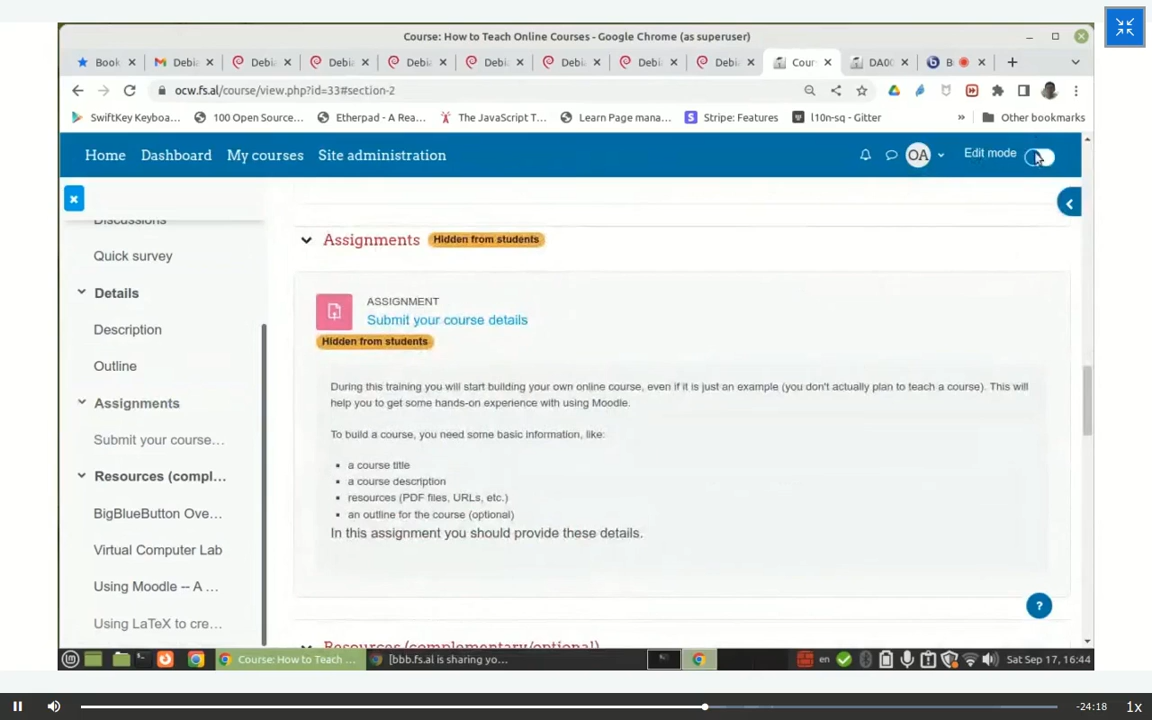 Course: How to Teach Online Courses - Google Chrome (as superuser)
Book Debia Debia Debia Debia Debia Debia Debia Cour DA00 B
ocw.fs.al/course/view.php?id=33#section-2
SwiftKey Keyboa... 100 Open Source... Etherpad - A Rea... The JavaScript T... Learn Page mana... Stripe: Features l10n-sq - Gitter » Other bookmarks
Home Dashboard My courses Site administration OA Edit mode
Discussions
Quick survey
Details
Description
Outline
Assignments
Submit your course...
Resources (compl...
BigBlueButton Ove...
Virtual Computer Lab
Using Moodle -- A ...
Using LaTeX to cre...
Assignments Hidden from students
ASSIGNMENT
Submit your course details
Hidden from students
During this training you will start building your own online course, even if it is just an example (you don't actually plan to teach a course). This will
help you to get some hands-on experience with using Moodle.
To build a course, you need some basic information, like:
▪ a course title
▪ a course description
▪ resources (PDF files, URLs, etc.)
▪ an outline for the course (optional)
In this assignment you should provide these details.
?
Resources (complementary/optional)
Course: How to Teach ... [bbb.fs.al is sharing yo... en Sat Sep 17, 16:44
-24:18 1x